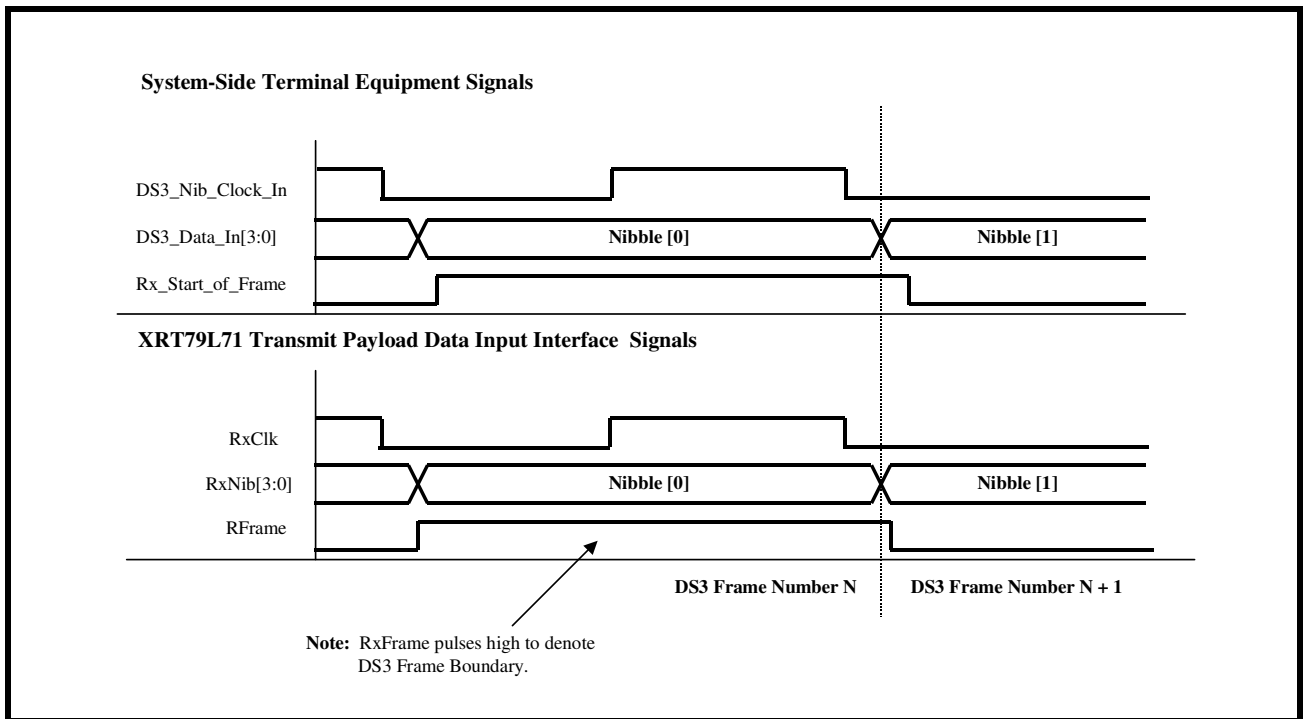 System-Side Terminal Equipment Signals
DS3_Nib_Clock_In
DS3_Data_In[3:0]
Nibble [0]
Nibble [1]
Rx_Start_of_Frame
XRT79L71 Transmit Payload Data Input Interface Signals
RxClk
RxNib[3:0]
Nibble [0]
Nibble [1]
RFrame
DS3 Frame Number N
DS3 Frame Number N + 1
Note: RxFrame pulses high to denote
DS3 Frame Boundary.